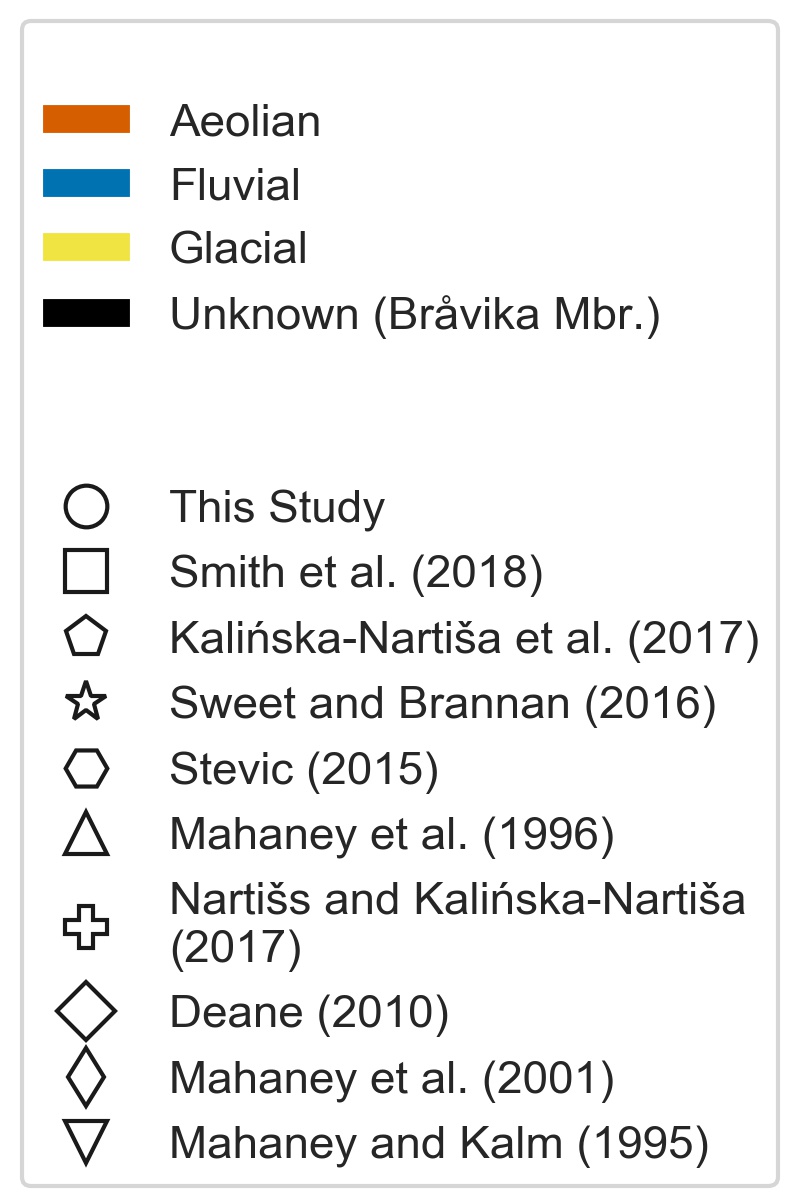 Aeolian
Fluvial
Glacial
Unknown (Bråvika Mbr.)
This Study
Smith et al. (2018)
Kalińska-Nartiša et al. (2017)
Sweet and Brannan (2016)
Stevic (2015)
Mahaney et al. (1996)
Nartišs and Kalińska-Nartiša
(2017)
Deane (2010)
Mahaney et al. (2001)
Mahaney and Kalm (1995)